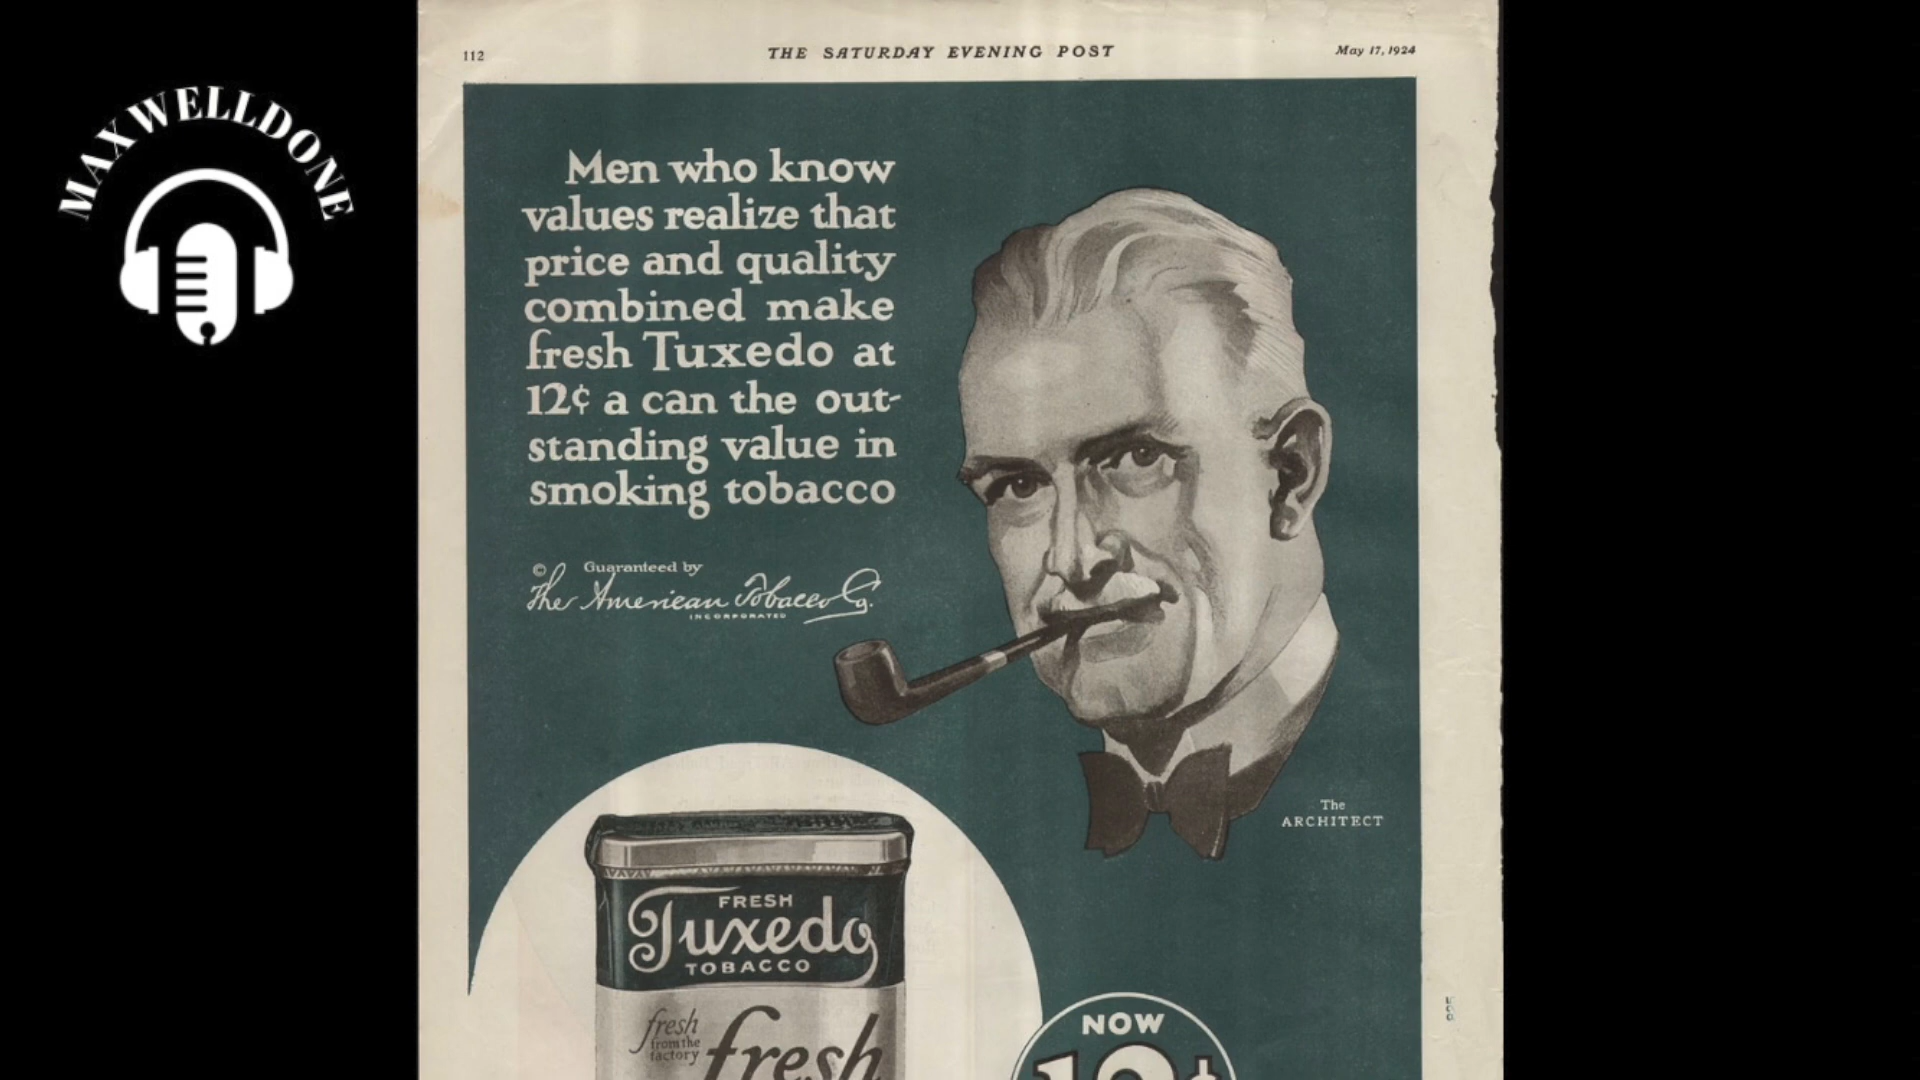 MAXWELLDONE
112
THE SATURDAY EVENING POST
May 17, 1924
Men who know
values realize that
price and quality
combined make
fresh Tuxedo at
12¢ a can the out-
standing value in
smoking tobacco
© Guaranteed by
The American Tobacco Co.
INCORPORATED
The
ARCHITECT
FRESH
Tuxedo
TOBACCO
fresh
from the
factory
fresh
NOW
12¢